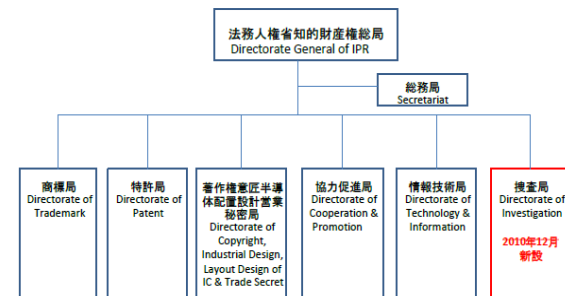 法務人権省知的財産権総局
Directorate General of IPR
総務局
Secretariat
商標局
Directorate of
Trademark
特許局
Directorate of
Patent
著作権意匠半導
体配置設計営業
秘密局
Directorate of
Copyright,
Industrial Design,
Layout Design of
IC & Trade Secret
協力促進局
Directorate of
Cooperation &
Promotion
情報技術局
Directorate of
Technology &
Information
捜査局
Directorate of
Investigation
2010年12月
新設